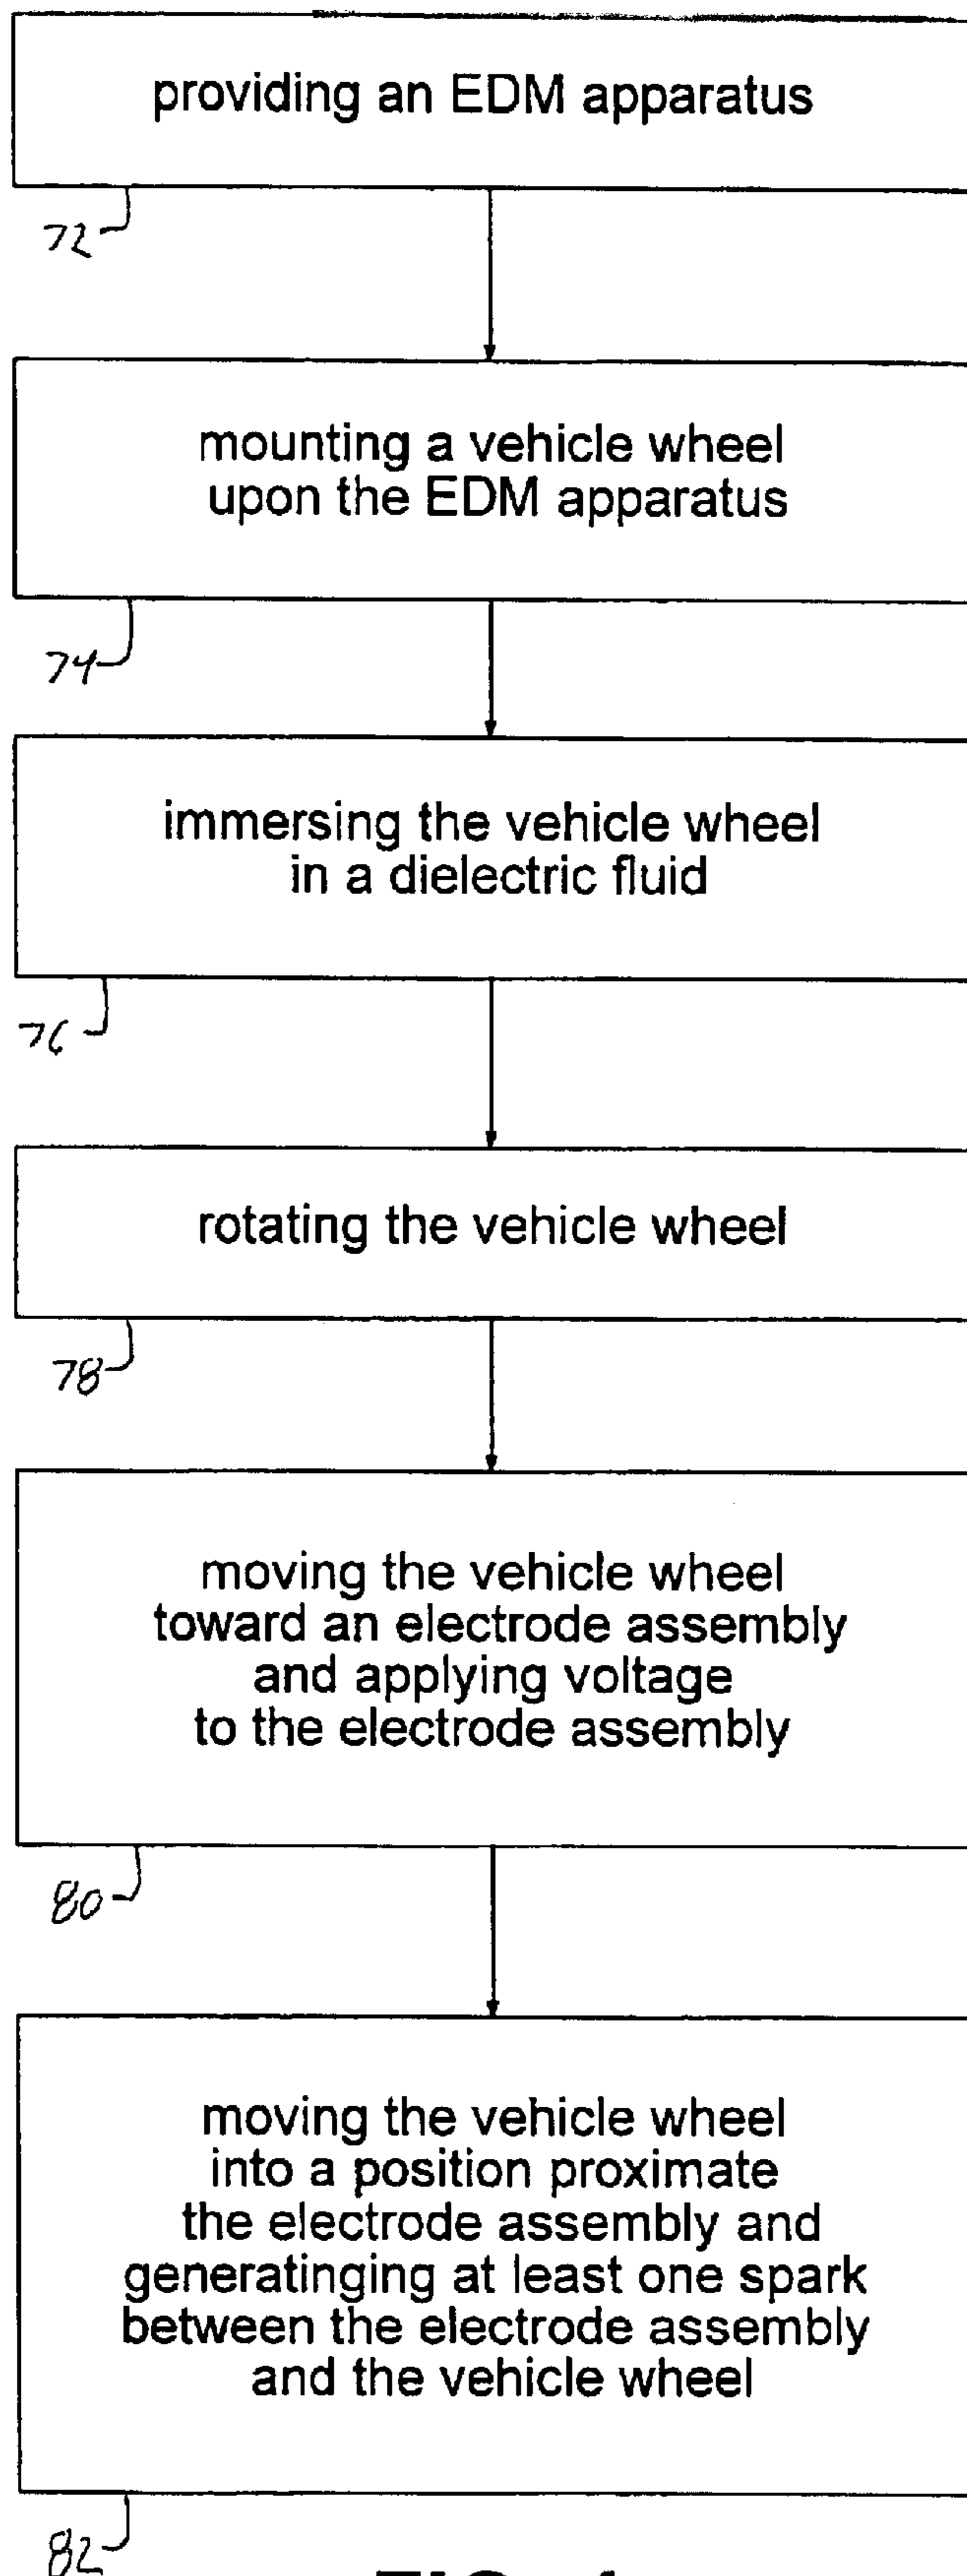 providing an EDM apparatus
72
mounting a vehicle wheel
upon the EDM apparatus
74
immersing the vehicle wheel
in a dielectric fluid
76
rotating the vehicle wheel
78
moving the vehicle wheel
toward an electrode assembly
and applying voltage
to the electrode assembly
80
moving the vehicle wheel
into a position proximate
the electrode assembly and
generatinging at least one spark
between the electrode assembly
and the vehicle wheel
82